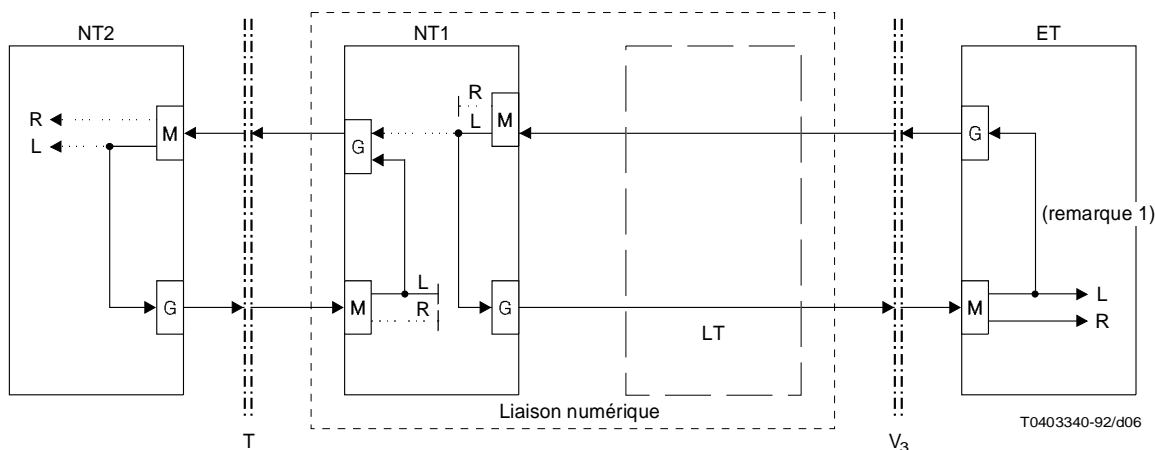 NT2
NT1
ET
R
L
M
G
R
L
M
G
G
(remarque 1)
G
M
L
R
G
LT
M
L
R
Liaison numérique
T
V3
T0403340-92/d06